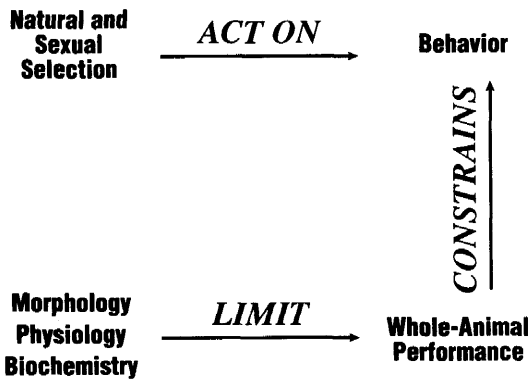 Natural and
Sexual
Selection
ACT ON
Behavior
CONSTRAINS
Morphology
Physiology
Biochemistry
LIMIT
Whole-Animal
Performance